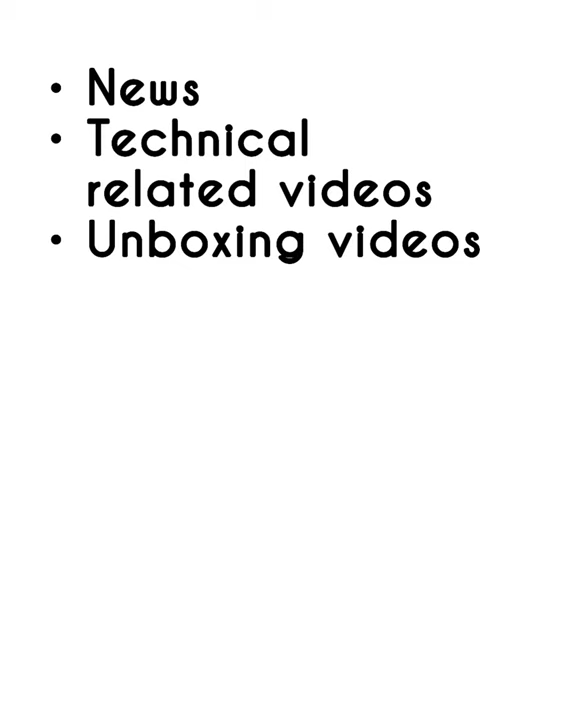 • News
• Technical
related videos
• Unboxing videos